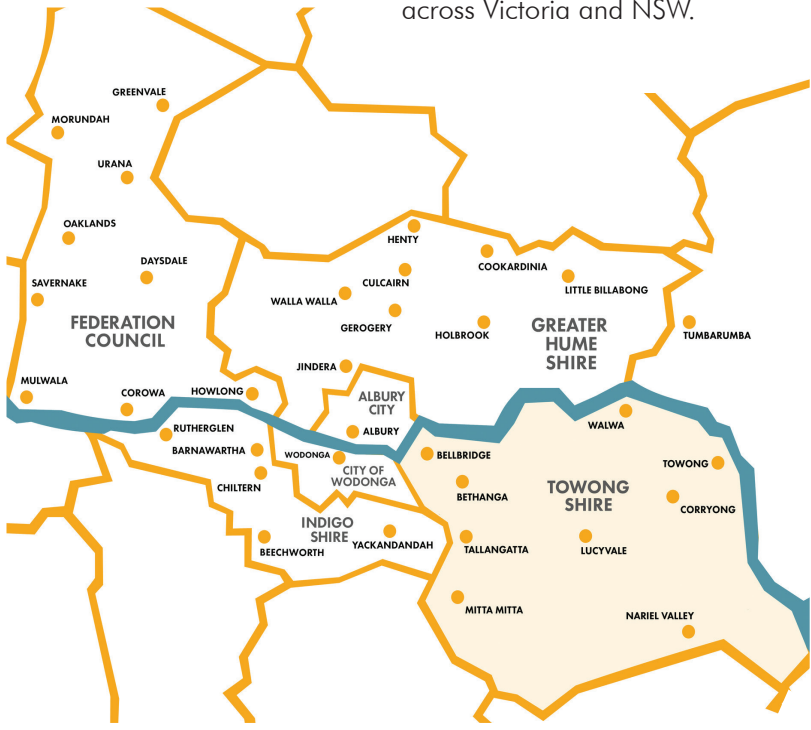 across Victoria and NSW.
GREENVALE
MORUNDAH
URANA
OAKLANDS
DAYSDALE
SAVERNAKE
FEDERATION
COUNCIL
MULWALA
COROWA
HOWLONG
HENTY
COOKARDINIA
CULCAIRN
WALLA WALLA
LITTLE BILLABONG
GEROGERY
HOLBROOK
GREATER
HUME
SHIRE
TUMBARUMBA
JINDERA
ALBURY
CITY
ALBURY
RUTHERGLEN
BARNAWARTHA
WODONGA
CITY OF
WODONGA
CHILTERN
INDIGO
SHIRE
BEECHWORTH
YACKANDANDAH
WALWA
BELLBRIDGE
TOWONG
BETHANGA
TOWONG
SHIRE
CORRYONG
TALLANGATTA
LUCYVALE
MITTA MITTA
NARIEL VALLEY